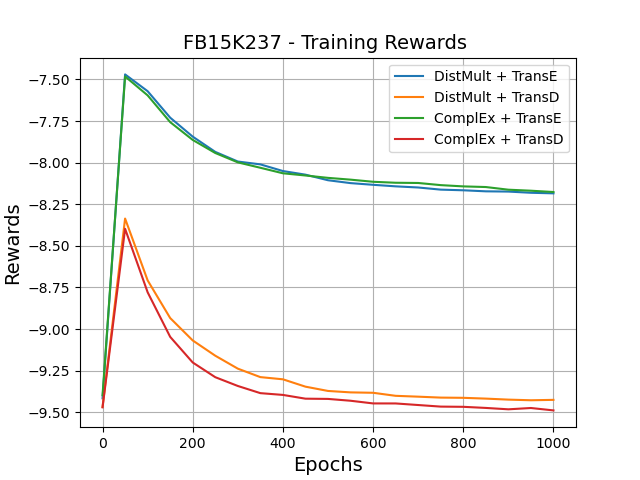 FB15K237 - Training Rewards
DistMult + TransE
DistMult + TransD
ComplEx + TransE
ComplEx + TransD
Rewards
−7.50
−7.75
−8.00
−8.25
−8.50
−8.75
−9.00
−9.25
−9.50
0
200
400
600
800
1000
Epochs